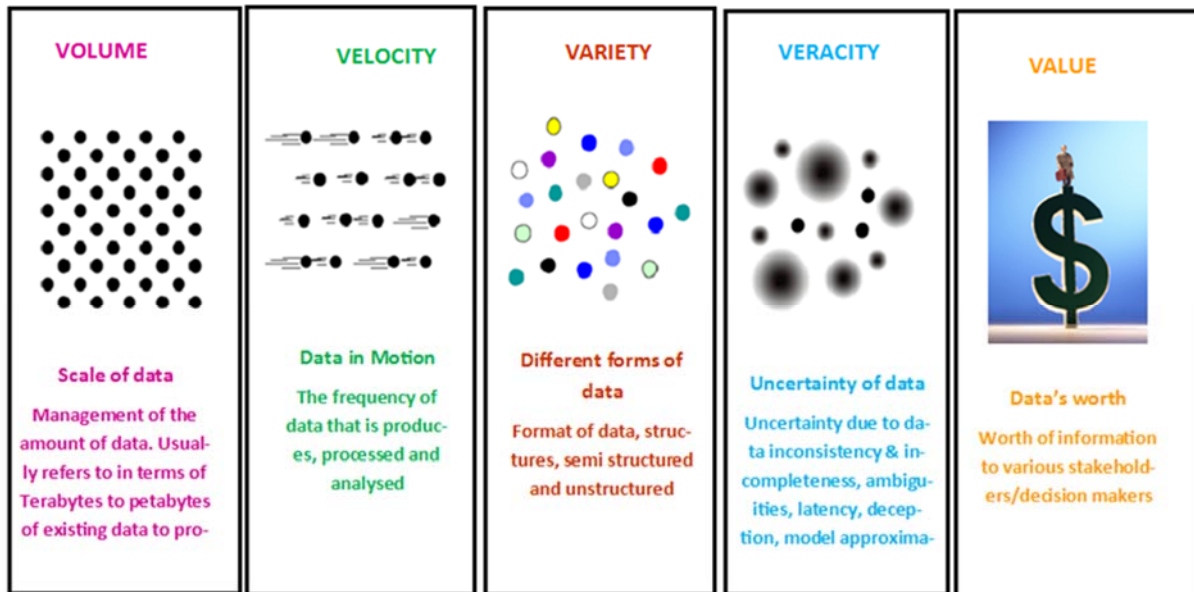 VOLUME
Scale of data
Management of the
amount of data. Usual-
ly refers to in terms of
Terabytes to petabytes
of existing data to pro-
VELOCITY
Data in Motion
The frequency of
data that is produc-
es, processed and
analysed
VARIETY
Different forms of
data
Format of data, struc-
tures, semi structured
and unstructured
VERACITY
Uncertainty of data
Uncertainty due to da-
ta inconsistency & in-
completeness, ambigu-
ities, latency, decep-
tion, model approxima-
VALUE
$
Data's worth
Worth of information
to various stakehold-
ers/decision makers